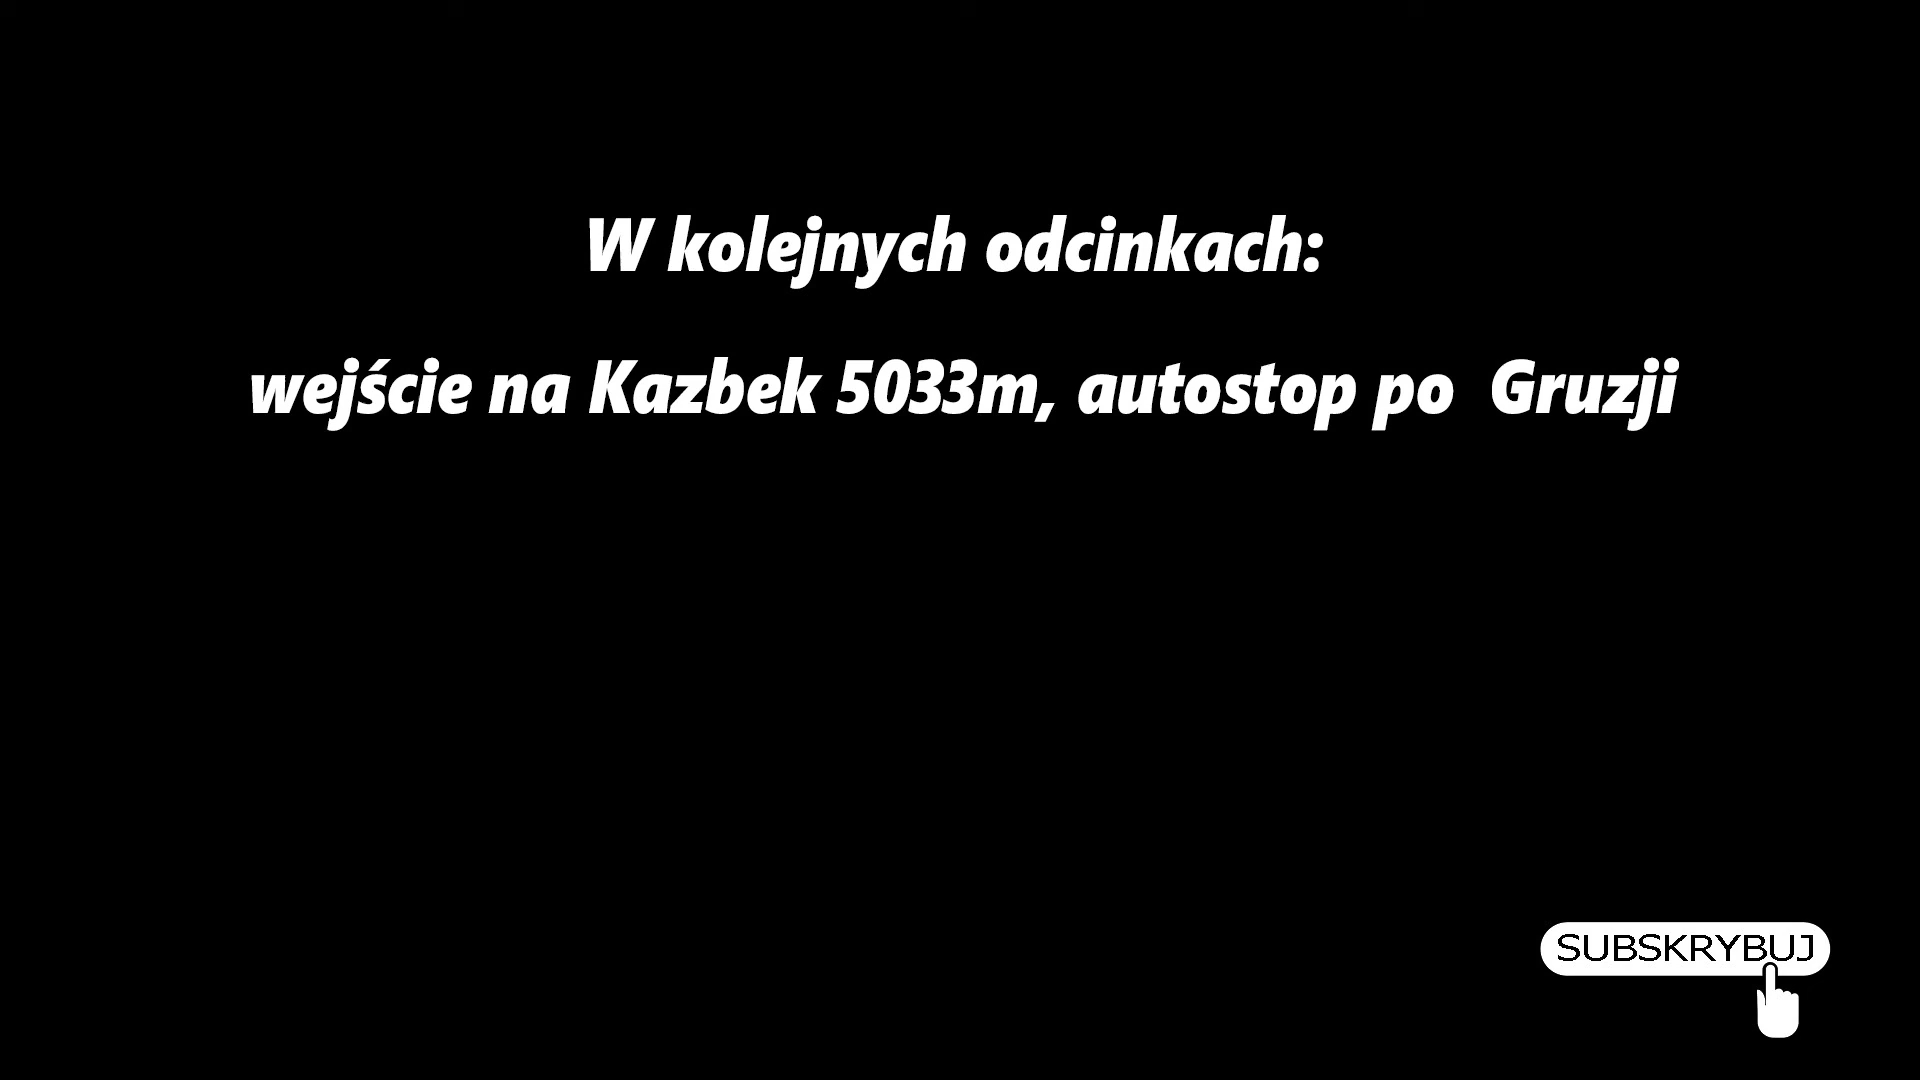 W kolejnych odcinkach:
wejście na Kazbek 5033m, autostop po  Gruzji
SUBSKRYBUJ